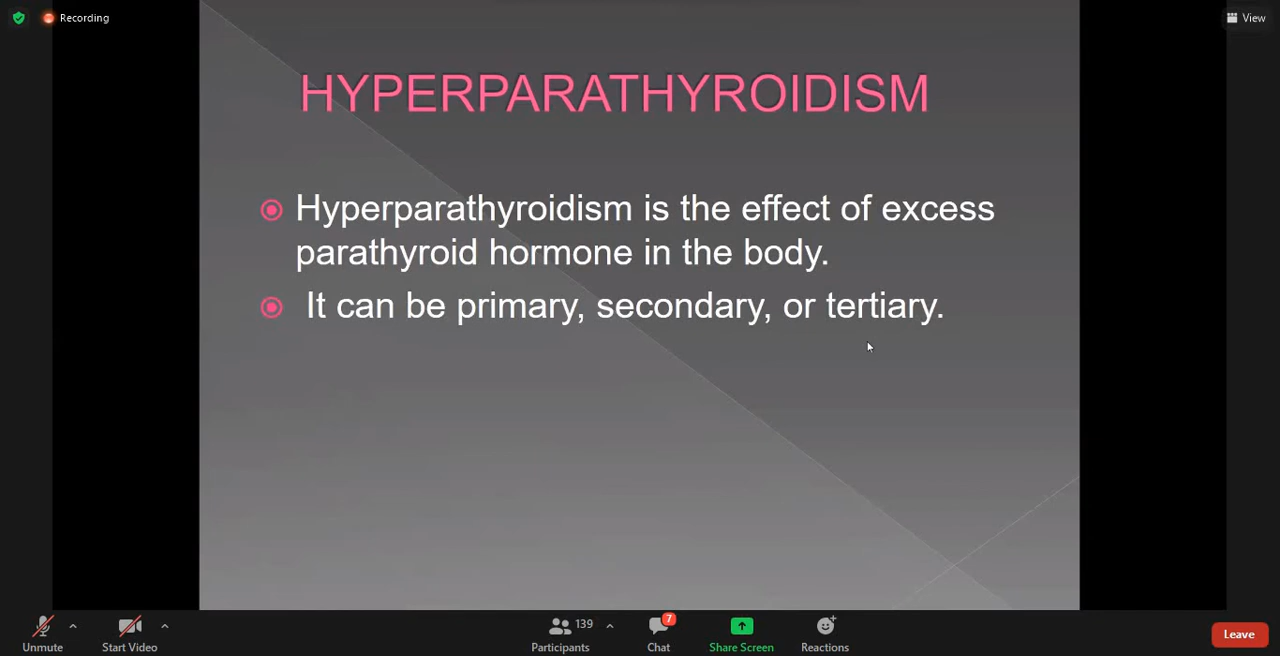 Recording
View
HYPERPARATHYROIDISM
Hyperparathyroidism is the effect of excess
parathyroid hormone in the body.
It can be primary, secondary, or tertiary.
139
7
Unmute
Start Video
Participants
Chat
Share Screen
Reactions
Leave